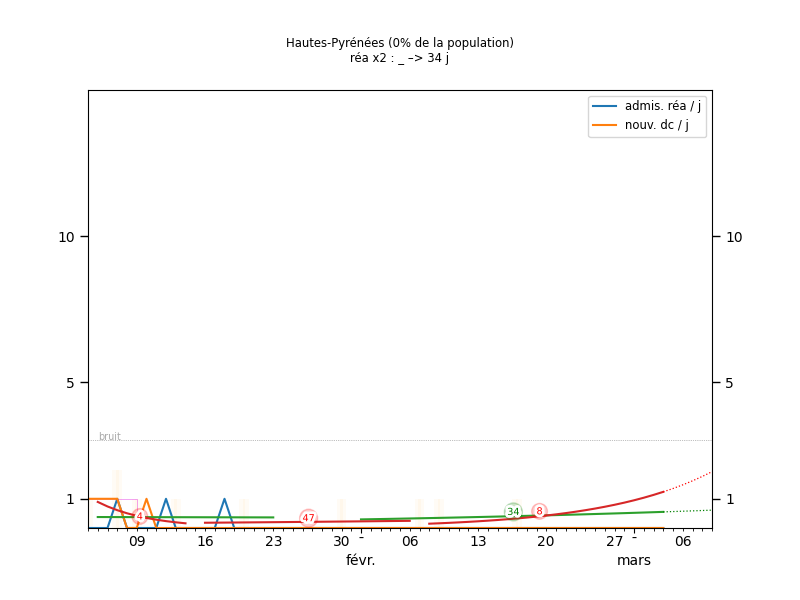 Hautes-Pyrénées (0% de la population)
réa x2 : _ –> 34 j
admis. réa / j
nouv. dc / j
10 10
5 5
bruit
1 1
4 47 34 8
09 16 23 30 - 06 13 20 27 - 06
févr. mars